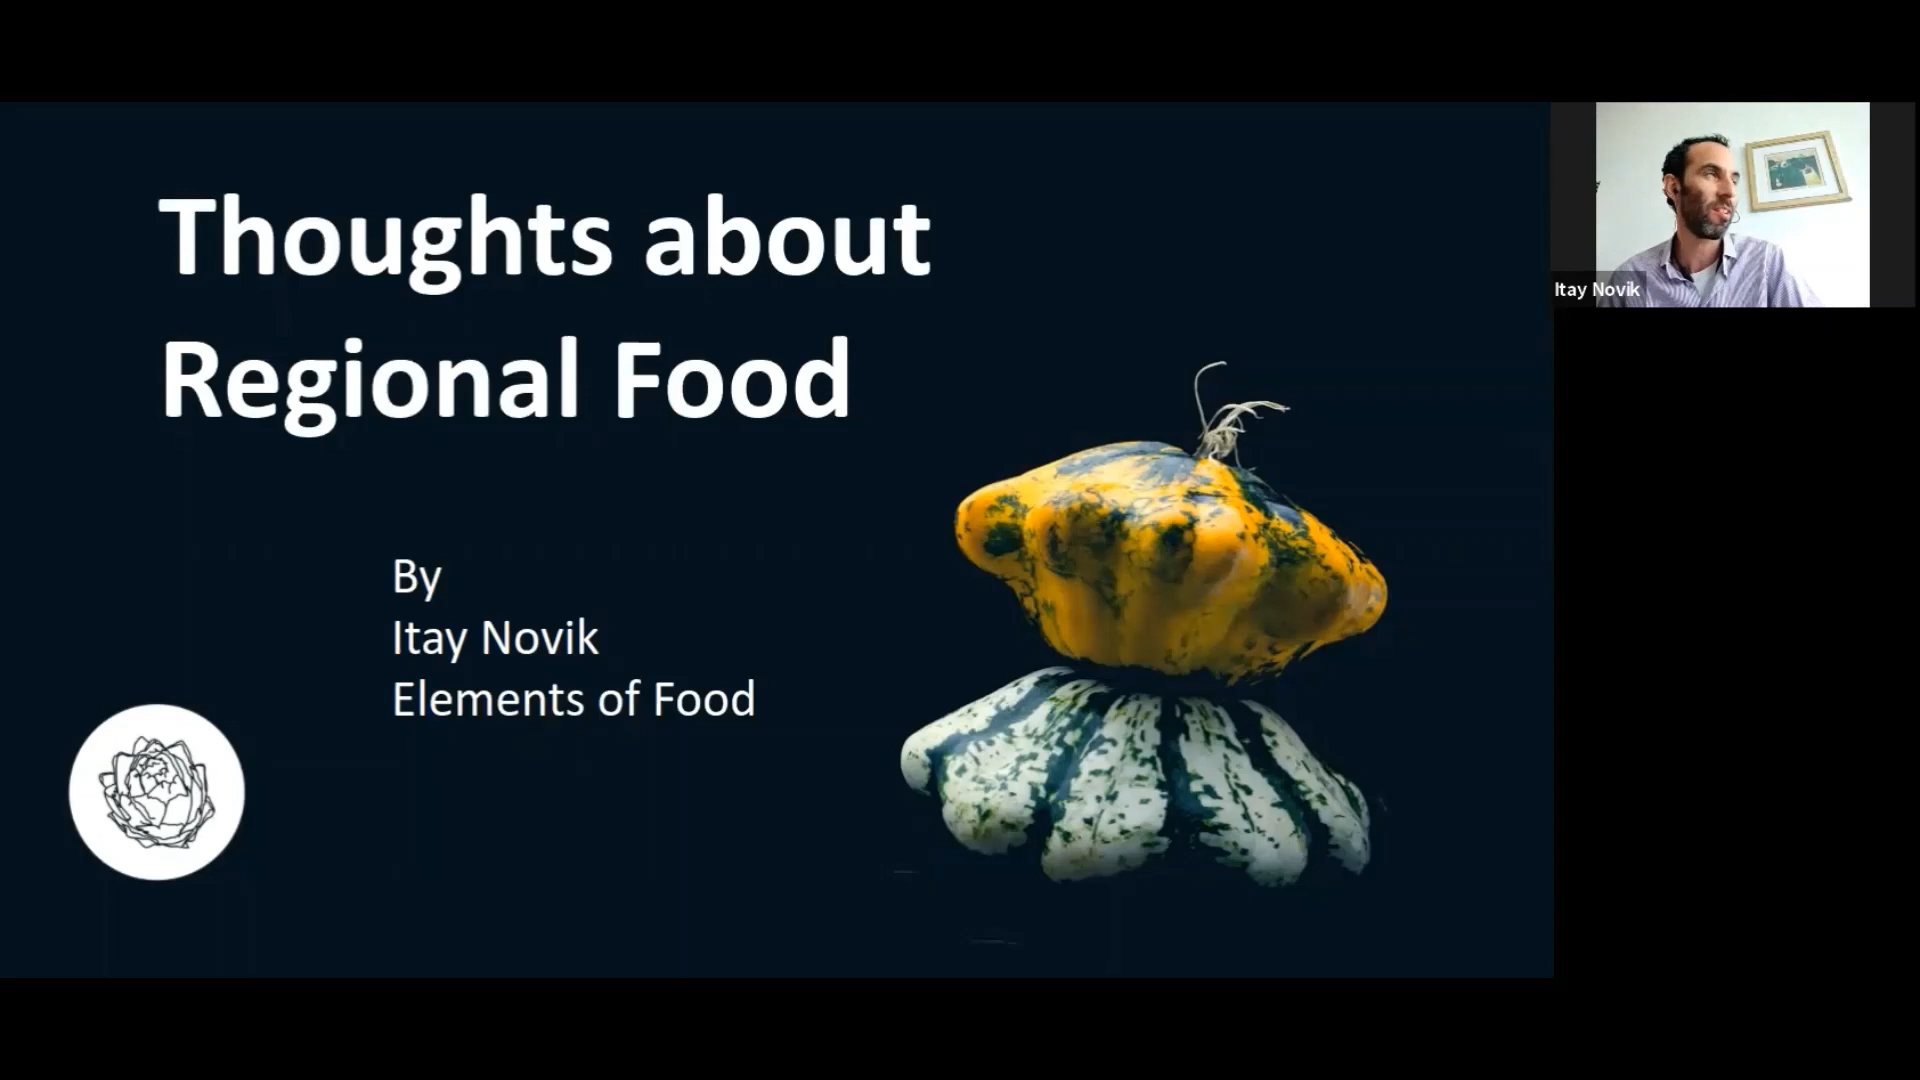 Thoughts about
Regional Food
By
Itay Novik
Elements of Food
Itay Novik